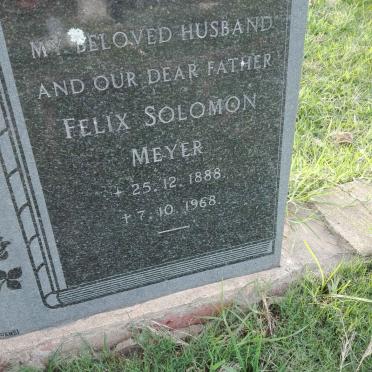 MY BELOVED HUSBAND
AND OUR DEAR FATHER
FELIX SOLOMON
MEYER
+ 25.12.1888.
† 7.10.1968.